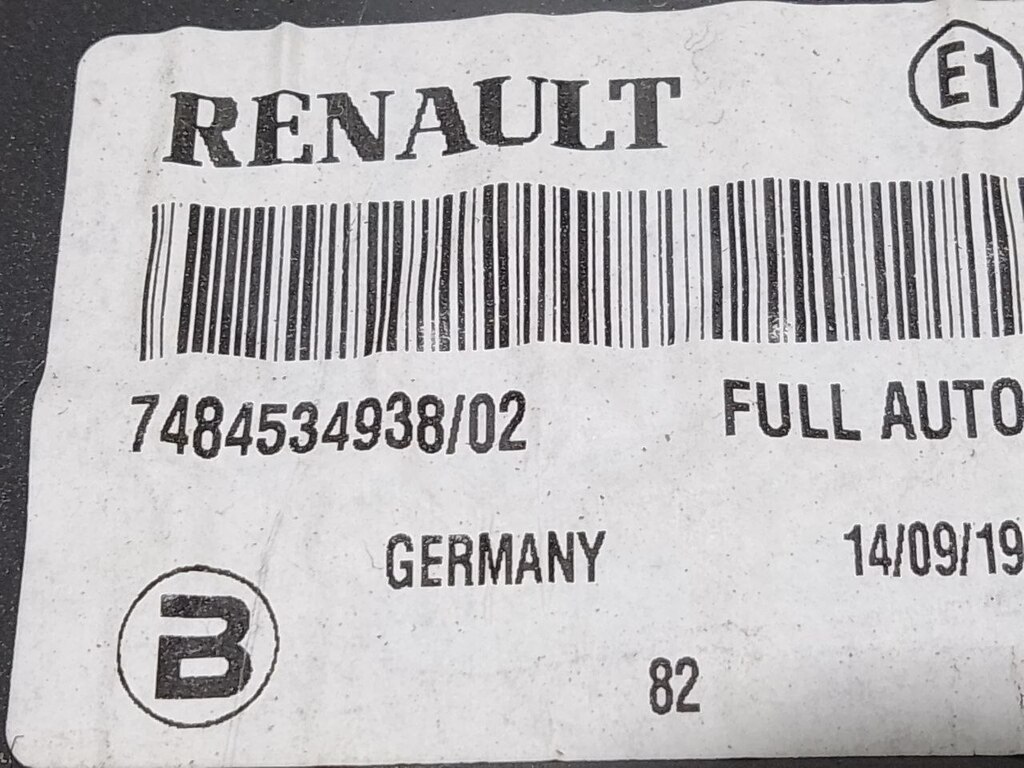 RENAULT
E1
7484534938/02 FULL AUTO
GERMANY 14/09/19
B
82